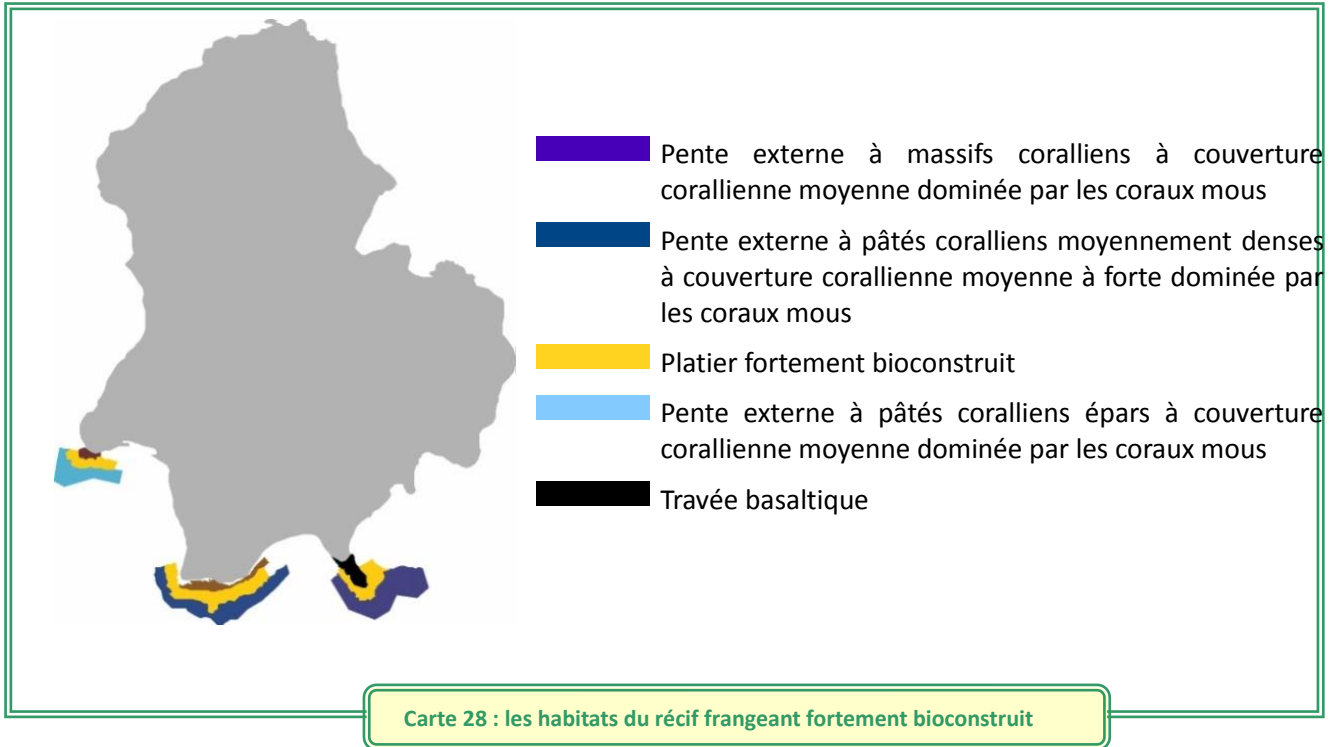 Pente externe à massifs coralliens à couverture
corallienne moyenne dominée par les coraux mous
Pente externe à pâtés coralliens moyennement denses
à couverture corallienne moyenne à forte dominée par
les coraux mous
Platier fortement bioconstruit
Pente externe à pâtés coralliens épars à couverture
corallienne moyenne dominée par les coraux mous
Travée basaltique
Carte 28 : les habitats du récif frangeant fortement bioconstruit